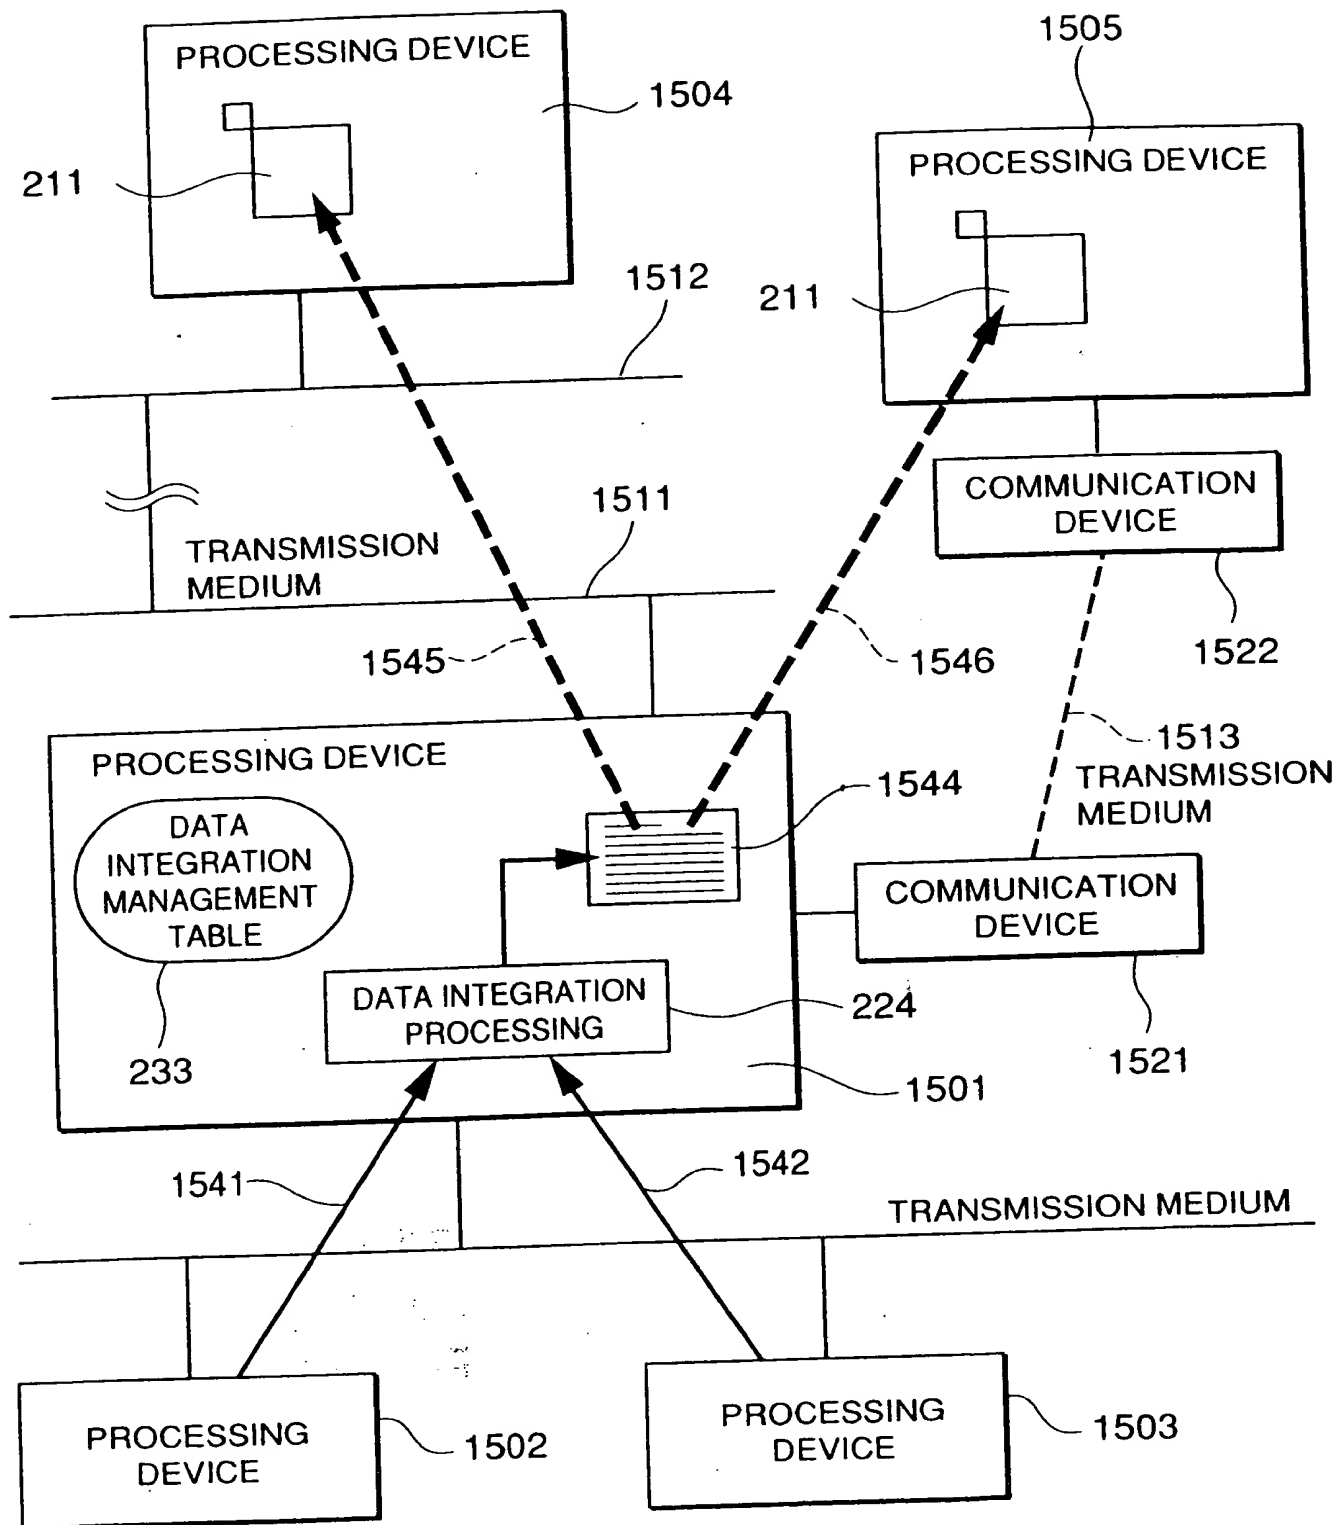 1505
PROCESSING DEVICE
1504
211
PROCESSING DEVICE
211
1512
COMMUNICATION
DEVICE
1511
TRANSMISSION
MEDIUM
1522
1545
1546
1513
TRANSMISSION
MEDIUM
PROCESSING DEVICE
1544
DATA
INTEGRATION
MANAGEMENT
TABLE
COMMUNICATION
DEVICE
DATA INTEGRATION
PROCESSING
224
233
1521
1501
1541
1542
TRANSMISSION MEDIUM
PROCESSING
DEVICE
1502
PROCESSING
DEVICE
1503